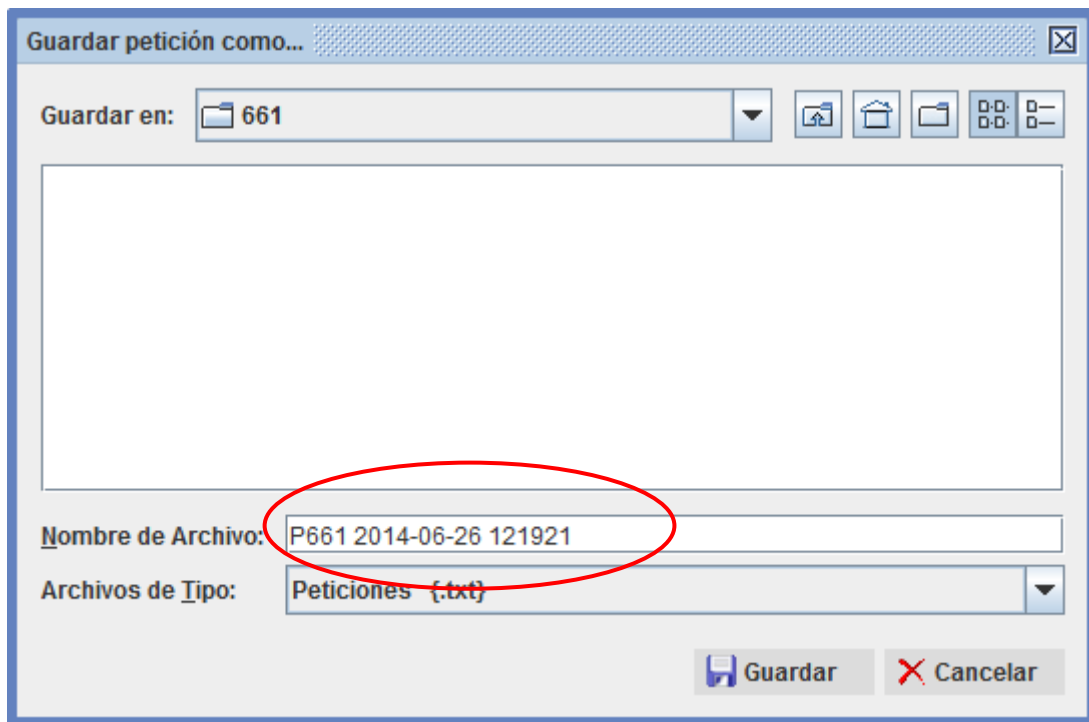 Guardar petición como...
Guardar en: 661
Nombre de Archivo: P661 2014-06-26 121921
Archivos de Tipo: Peticiones {.txt}
Guardar Cancelar